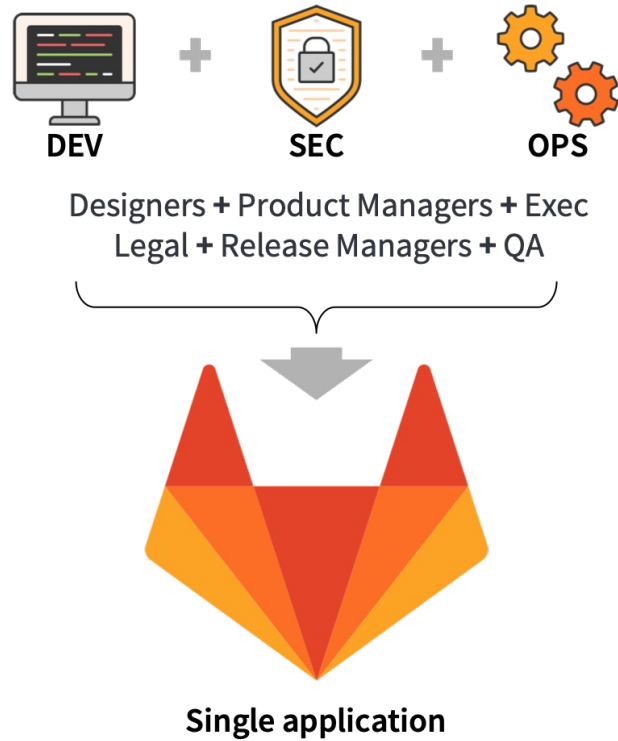 DEV + SEC + OPS
Designers + Product Managers + Exec
Legal + Release Managers + QA
Single application